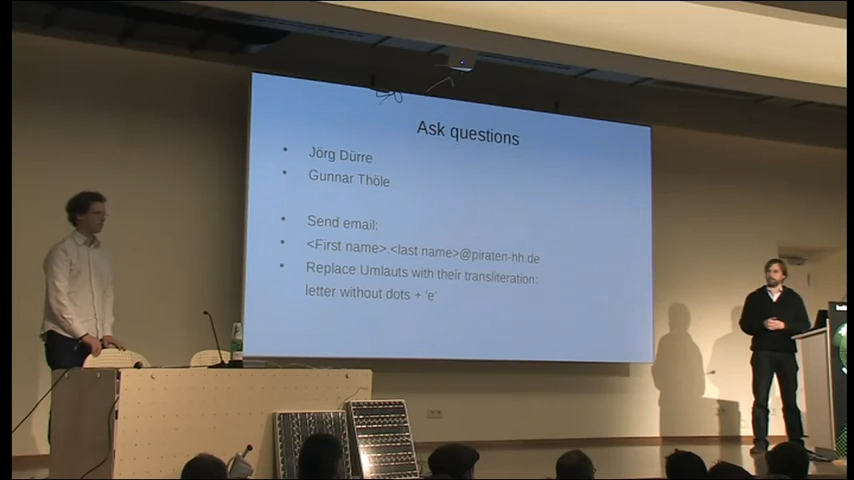 Ask questions
Jörg Dürre
Gunnar Thöle
Send email:
<First name>.<last name>@piraten-hh.de
Replace Umlauts with their transliteration:
letter without dots + 'e'